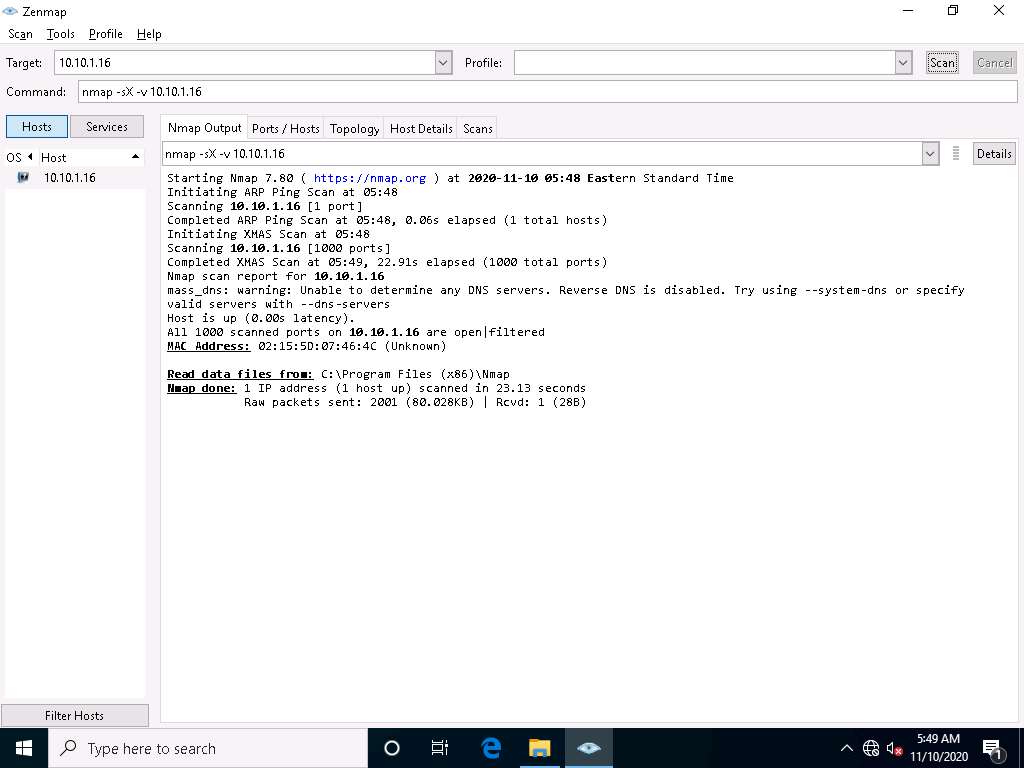 Zenmap
Scan Tools Profile Help
Target: 10.10.1.16 Profile: Scan Cancel
Command: nmap -sX -v 10.10.1.16
Hosts Services
Nmap Output Ports / Hosts Topology Host Details Scans
OS Host
nmap -sX -v 10.10.1.16 Details
10.10.1.16
Starting Nmap 7.80 ( https://nmap.org ) at 2020-11-10 05:48 Eastern Standard Time
Initiating ARP Ping Scan at 05:48
Scanning 10.10.1.16 [1 port]
Completed ARP Ping Scan at 05:48, 0.06s elapsed (1 total hosts)
Initiating XMAS Scan at 05:48
Scanning 10.10.1.16 [1000 ports]
Completed XMAS Scan at 05:49, 22.91s elapsed (1000 total ports)
Nmap scan report for 10.10.1.16
mass_dns: warning: Unable to determine any DNS servers. Reverse DNS is disabled. Try using --system-dns or specify
valid servers with --dns-servers
Host is up (0.00s latency).
All 1000 scanned ports on 10.10.1.16 are open|filtered
MAC Address: 02:15:5D:07:46:4C (Unknown)
Read data files from: C:\Program Files (x86)\Nmap
Nmap done: 1 IP address (1 host up) scanned in 23.13 seconds
Raw packets sent: 2001 (80.028KB) | Rcvd: 1 (28B)
Filter Hosts
Type here to search
5:49 AM
11/10/2020
1